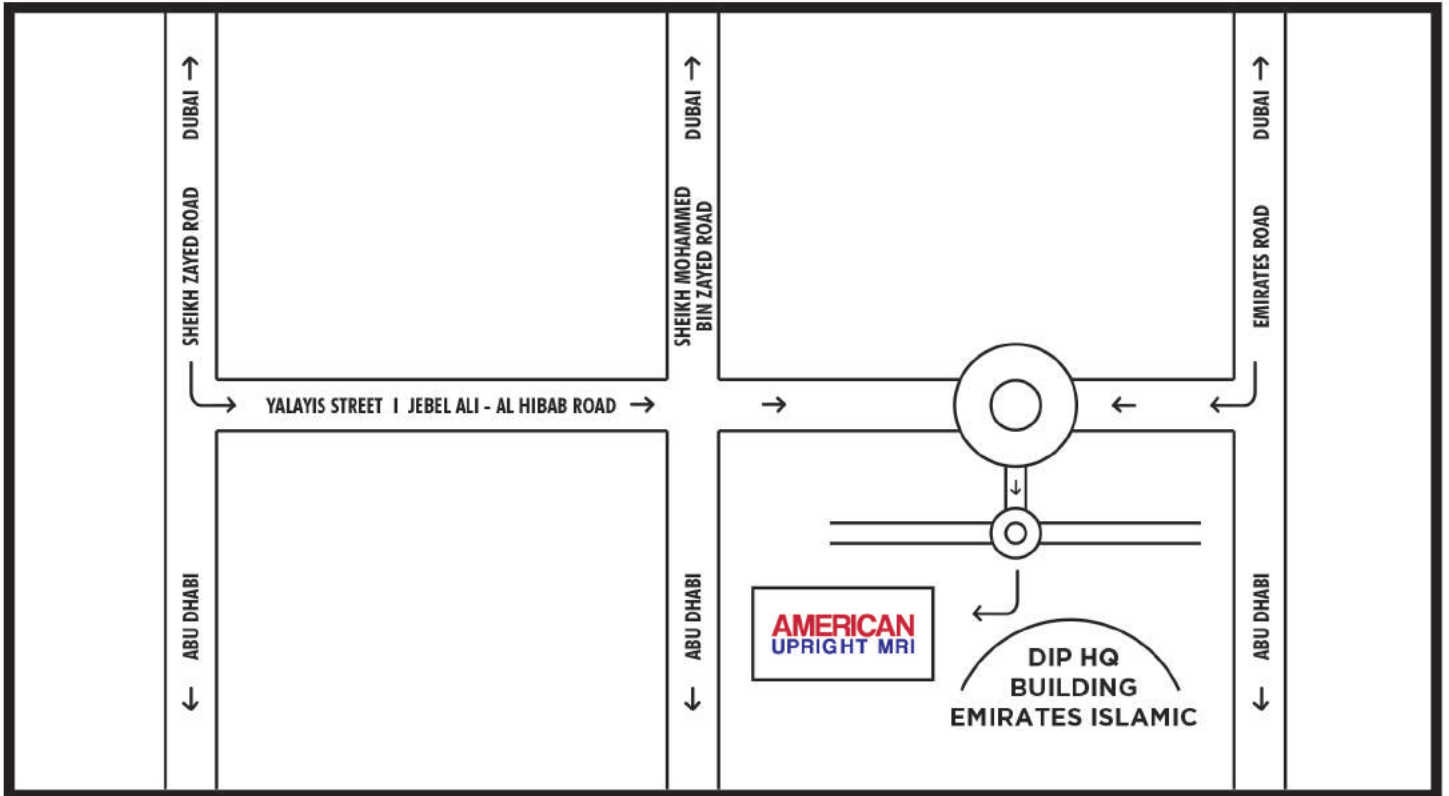 DUBAI
DUBAI
DUBAI
SHEIKH ZAYED ROAD
SHEIKH MOHAMMED
BIN ZAYED ROAD
EMIRATES ROAD
YALAYIS STREET I JEBEL ALI - AL HIBAB ROAD
ABU DHABI
ABU DHABI
ABU DHABI
AMERICAN
UPRIGHT MRI
DIP HQ
BUILDING
EMIRATES ISLAMIC